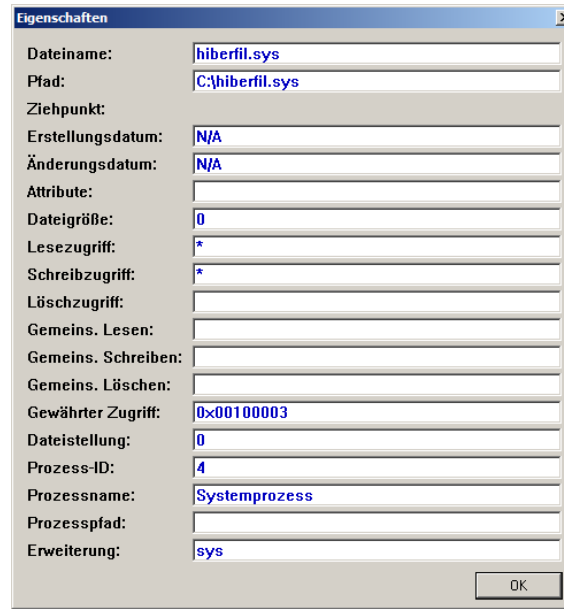 Eigenschaften
Dateiname: hiberfil.sys
Pfad: C:\hiberfil.sys
Ziehpunkt:
Erstellungsdatum: N/A
Änderungsdatum: N/A
Attribute:
Dateigröße: 0
Lesezugriff: *
Schreibzugriff: *
Löschzugriff:
Gemeins. Lesen:
Gemeins. Schreiben:
Gemeins. Löschen:
Gewährter Zugriff: 0x00100003
Dateistellung: 0
Prozess-ID: 4
Prozessname: Systemprozess
Prozesspfad:
Erweiterung: sys
OK